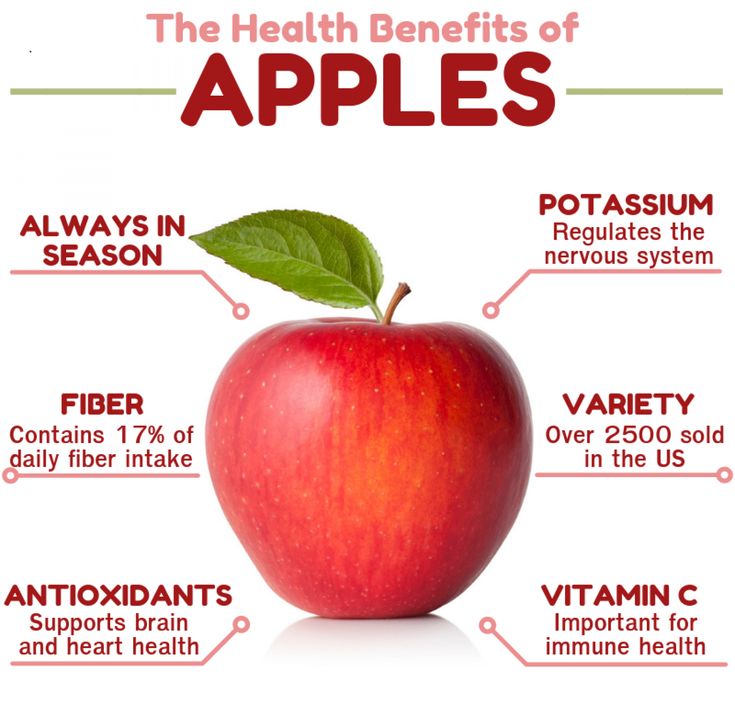 The Health Benefits of
APPLES
ALWAYS IN
SEASON
POTASSIUM
Regulates the
nervous system
FIBER
Contains 17% of
daily fiber intake
VARIETY
Over 2500 sold
in the US
ANTIOXIDANTS
Supports brain
and heart health
VITAMIN C
Important for
immune health